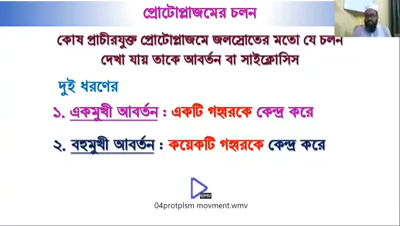 প্রোটোপ্লাজমের চলন
কোষ প্রাচীরযুক্ত প্রোটোপ্লাজমে জলস্রোতের মতো যে চলন
দেখা যায় তাকে আবর্তন বা সাইক্লোসিস
দুই ধরণের
১. একমুখী আবর্তন : একটি গহ্বরকে কেন্দ্র করে
২. বহুমুখী আবর্তন : কয়েকটি গহ্বরকে কেন্দ্র করে
04protplsm movment.wmv